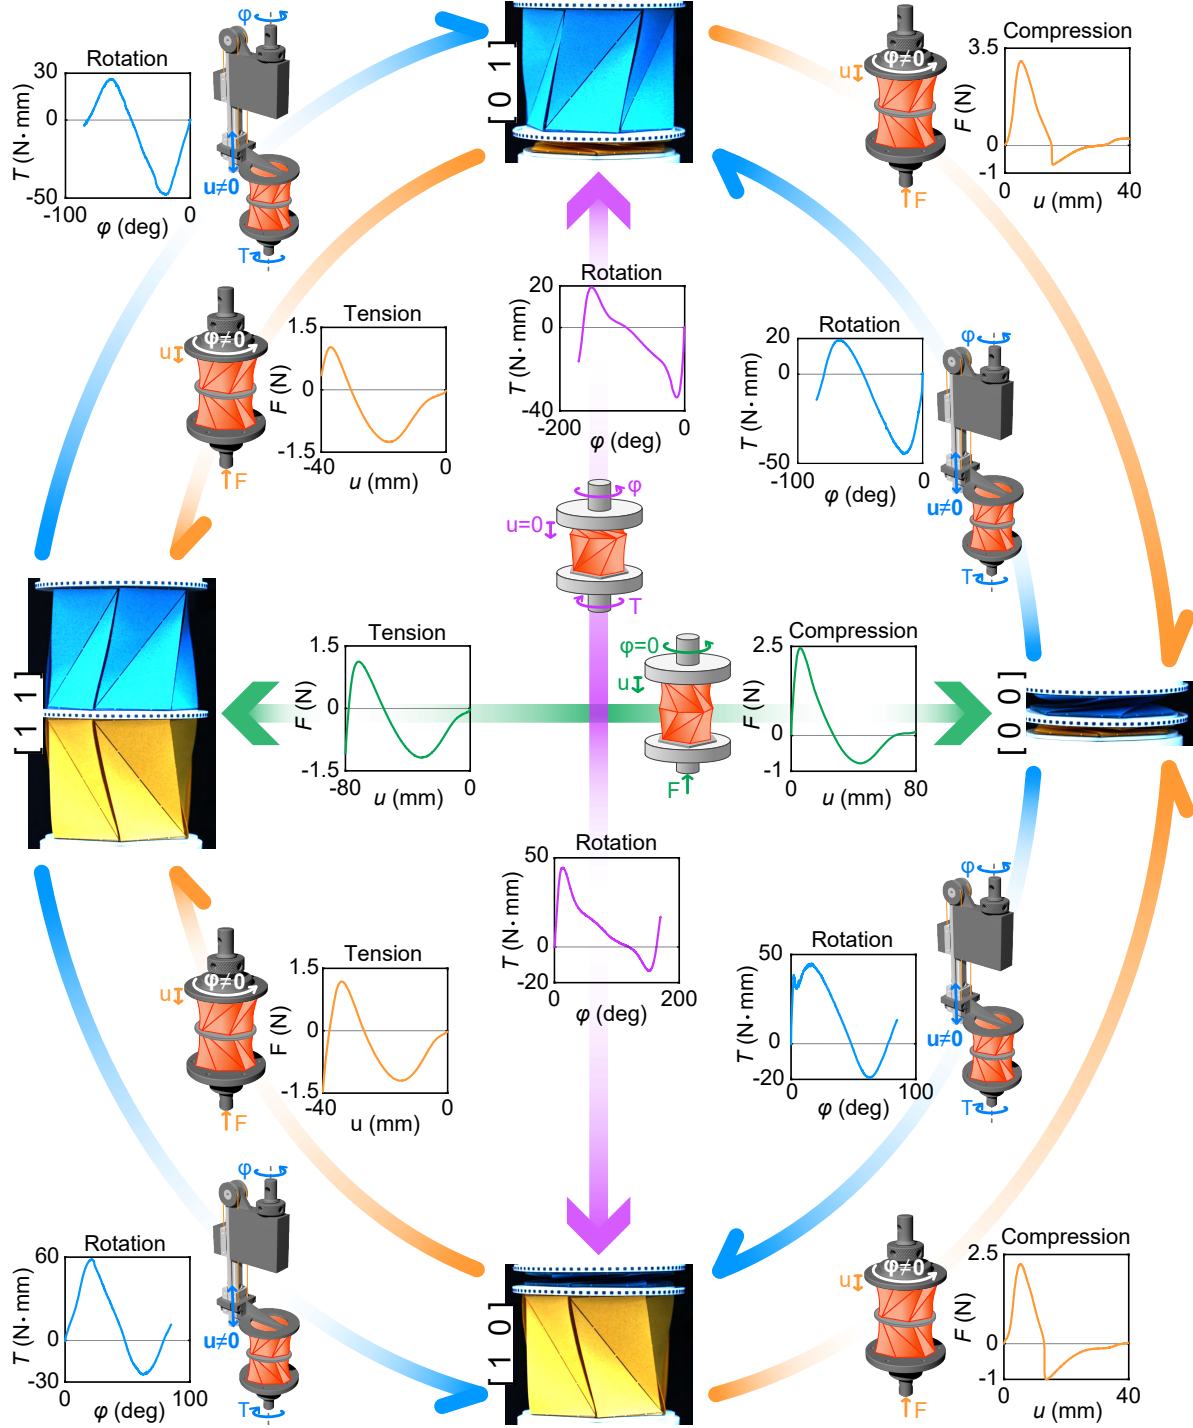 φ
Rotation
30
0
-50
T (N·mm)
-100
0
φ (deg)
u≠0
T
[0 1]
φ≠0
u
F
Compression
3.5
0
-1
F (N)
0
40
u (mm)
φ≠0
u
F
Tension
1.5
0
-1.5
F (N)
-40
0
u (mm)
Rotation
20
0
-40
T (N·mm)
-200
0
φ (deg)
Rotation
20
0
-50
T (N·mm)
-100
0
φ (deg)
φ
u≠0
T
φ
u=0
T
[1 1]
Tension
1.5
0
-1.5
F (N)
-80
0
u (mm)
φ=0
u
F
Compression
2.5
0
-1
F (N)
0
80
u (mm)
[0 0]
Rotation
50
0
-20
T (N·mm)
0
200
φ (deg)
φ≠0
u
F
Tension
1.5
0
-1.5
F (N)
-40
0
u (mm)
Rotation
50
0
-20
T (N·mm)
0
100
φ (deg)
φ
u≠0
T
Rotation
60
0
-30
T (N·mm)
0
100
φ (deg)
φ
u≠0
T
[1 0]
φ≠0
u
F
Compression
2.5
0
-1
F (N)
0
40
u (mm)